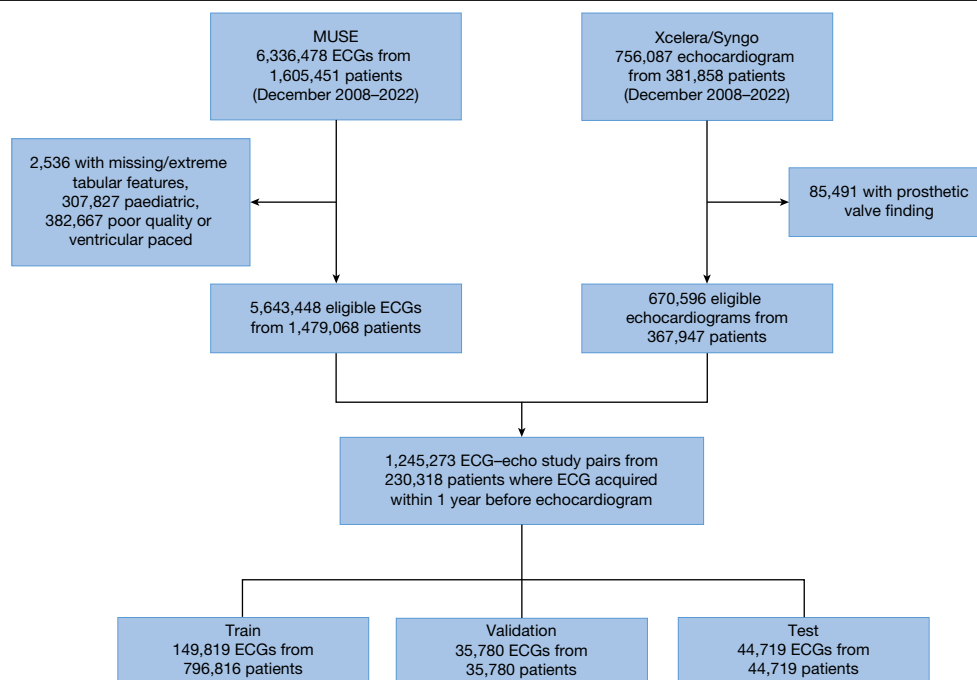 MUSE
6,336,478 ECGs from
1,605,451 patients
(December 2008–2022)
Xcelera/Syngo
756,087 echocardiogram
from 381,858 patients
(December 2008–2022)
2,536 with missing/extreme
tabular features,
307,827 paediatric,
382,667 poor quality or
ventricular paced
85,491 with prosthetic
valve finding
5,643,448 eligible ECGs
from 1,479,068 patients
670,596 eligible
echocardiograms from
367,947 patients
1,245,273 ECG–echo study pairs from
230,318 patients where ECG acquired
within 1 year before echocardiogram
Train
149,819 ECGs from
796,816 patients
Validation
35,780 ECGs from
35,780 patients
Test
44,719 ECGs from
44,719 patients